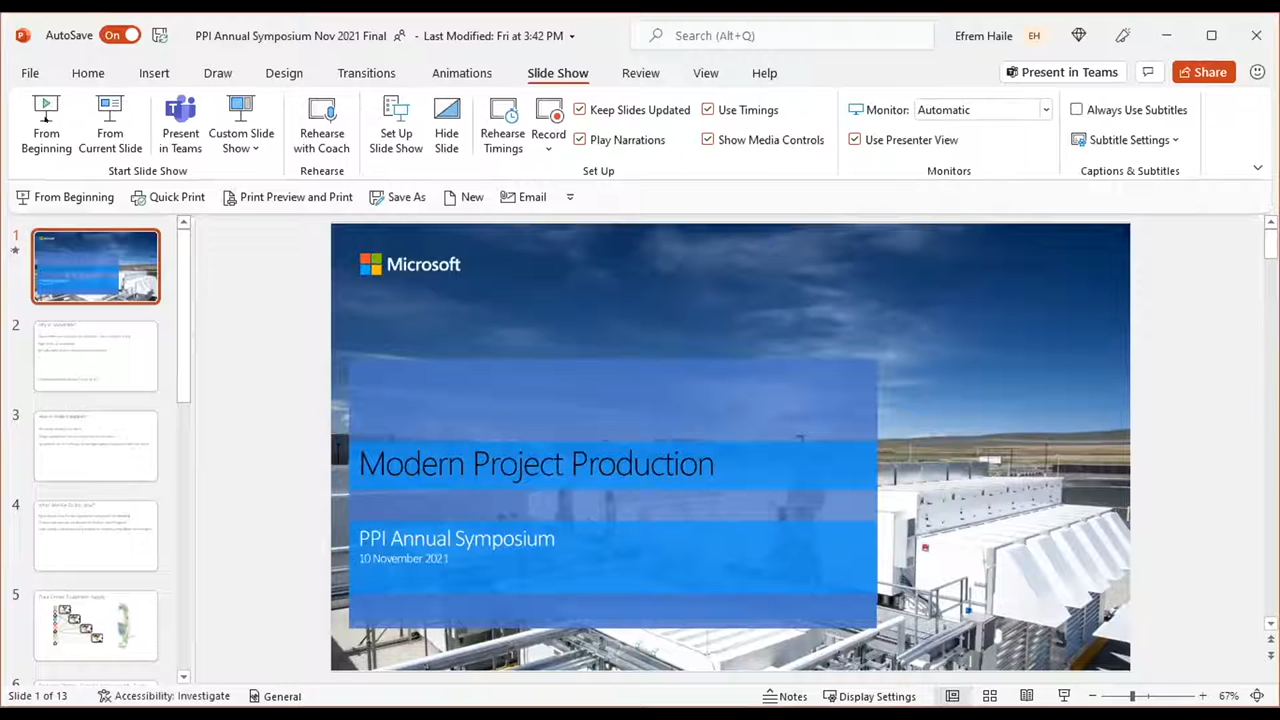 AutoSave On PPI Annual Symposium Nov 2021 Final - Last Modified: Fri at 3:42 PM Search (Alt+Q) Efrem Haile EH
File Home Insert Draw Design Transitions Animations Slide Show Review View Help Present in Teams Share
From Beginning
From Current Slide
Present in Teams
Custom Slide Show
Start Slide Show
Rehearse with Coach
Rehearse
Set Up Slide Show
Hide Slide
Rehearse Timings
Record
Keep Slides Updated
Use Timings
Play Narrations
Show Media Controls
Set Up
Monitor: Automatic
Use Presenter View
Monitors
Always Use Subtitles
Subtitle Settings
Captions & Subtitles
From Beginning Quick Print Print Preview and Print Save As New Email
1
2
3
4
5
6
Microsoft
Modern Project Production
PPI Annual Symposium
10 November 2021
Slide 1 of 13 Accessibility: Investigate General Notes Display Settings 67%